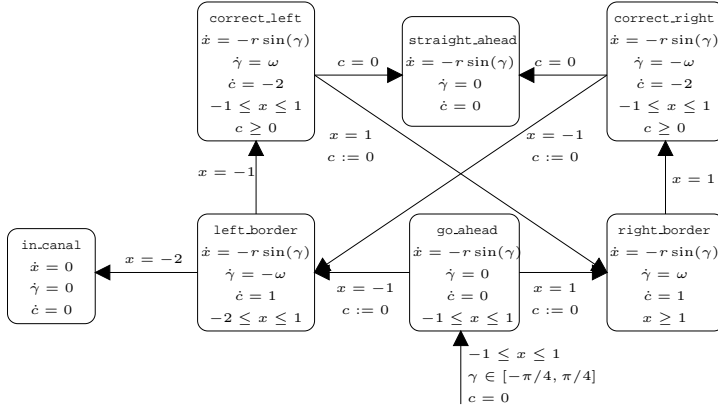 correct_left
ẋ = −r sin(γ)
γ̇ = ω
ċ = −2
−1 ≤ x ≤ 1
c ≥ 0
c = 0
straight_ahead
ẋ = −r sin(γ)
γ̇ = 0
ċ = 0
c = 0
correct_right
ẋ = −r sin(γ)
γ̇ = −ω
ċ = −2
−1 ≤ x ≤ 1
c ≥ 0
x = −1
x = 1
c := 0
x = −1
c := 0
x = 1
in_canal
ẋ = 0
γ̇ = 0
ċ = 0
x = −2
left_border
ẋ = −r sin(γ)
γ̇ = −ω
ċ = 1
−2 ≤ x ≤ 1
x = −1
c := 0
go_ahead
ẋ = −r sin(γ)
γ̇ = 0
ċ = 0
−1 ≤ x ≤ 1
x = 1
c := 0
right_border
ẋ = −r sin(γ)
γ̇ = ω
ċ = 1
x ≥ 1
−1 ≤ x ≤ 1
γ ∈ [−π/4, π/4]
c = 0